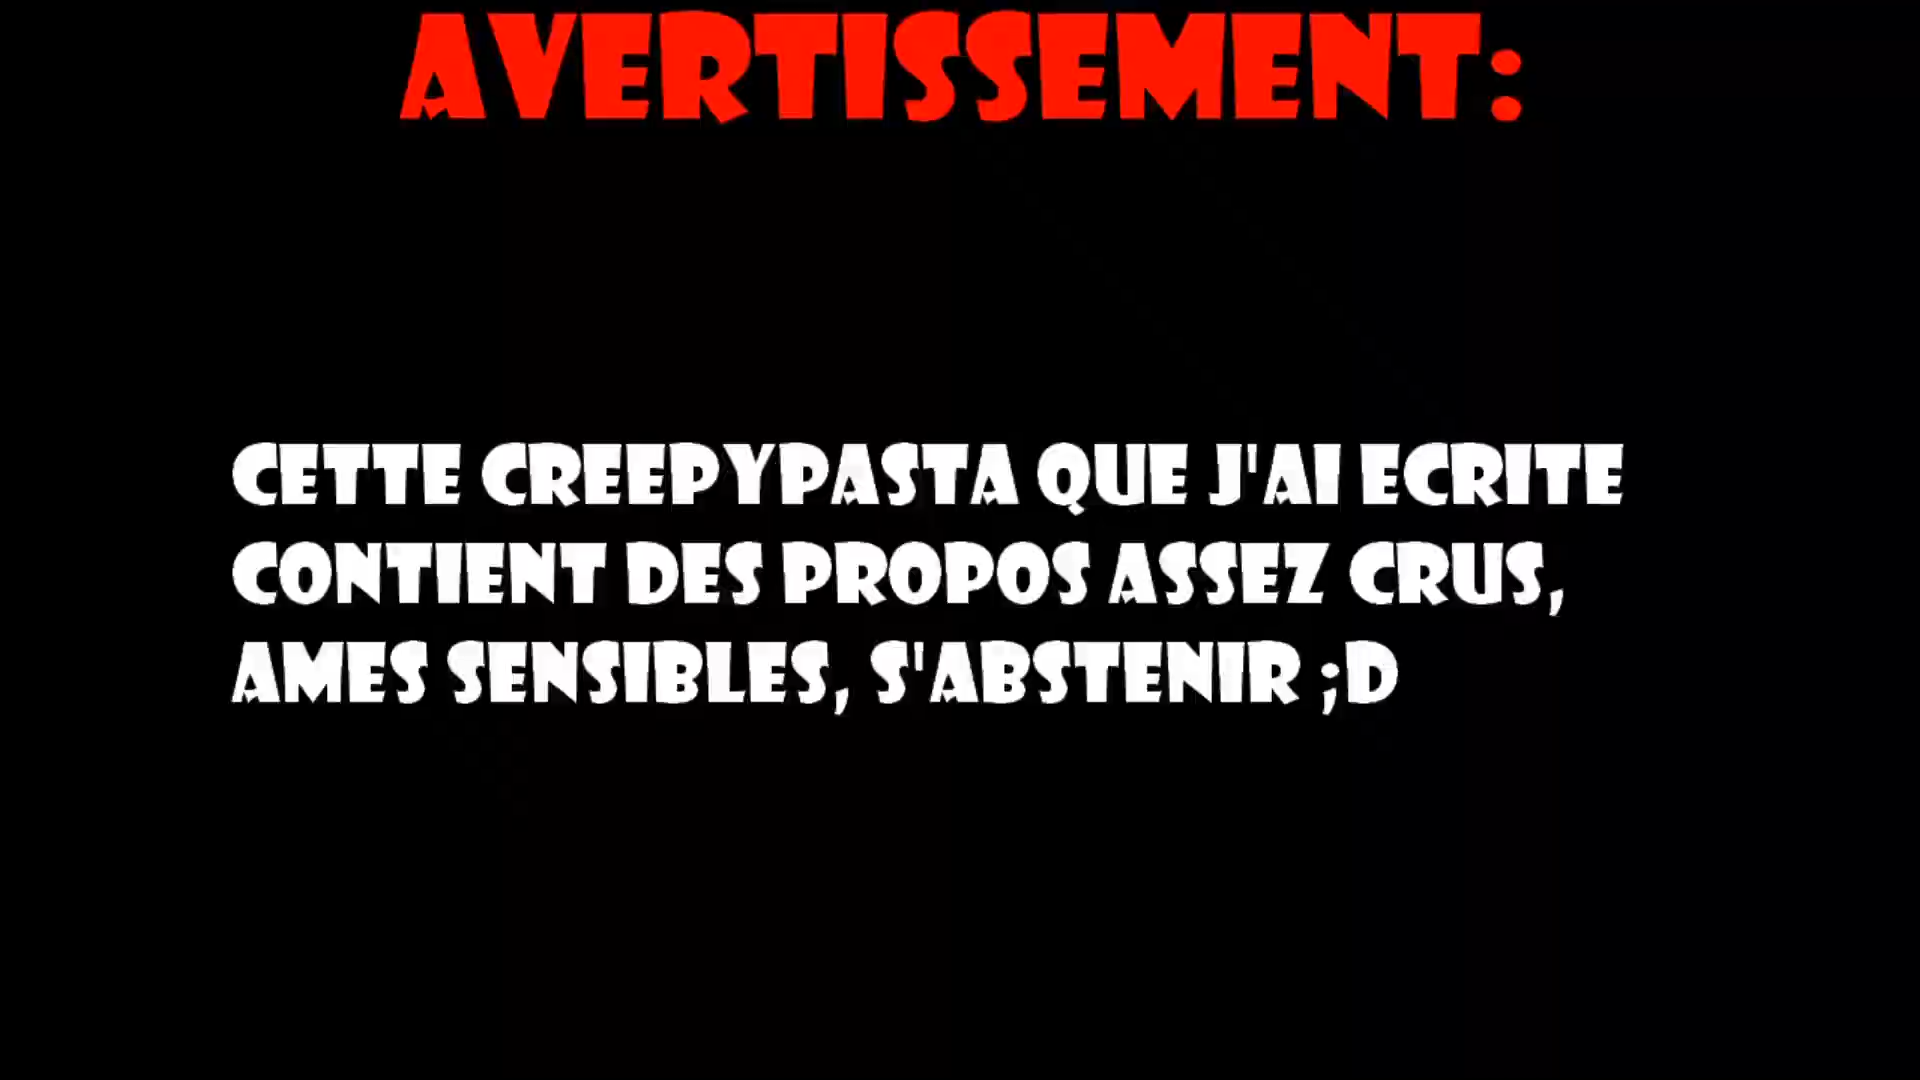 AVERTISSEMENT:
CETTE CREEPYPASTA QUE J'AI ECRITE
CONTIENT DES PROPOS ASSEZ CRUS,
AMES SENSIBLES, S'ABSTENIR ;D